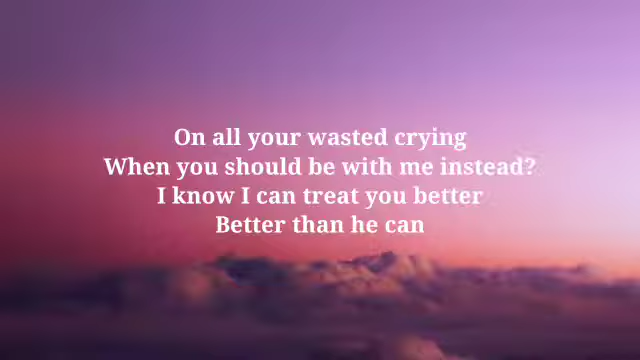 On all your wasted crying
When you should be with me instead?
I know I can treat you better
Better than he can